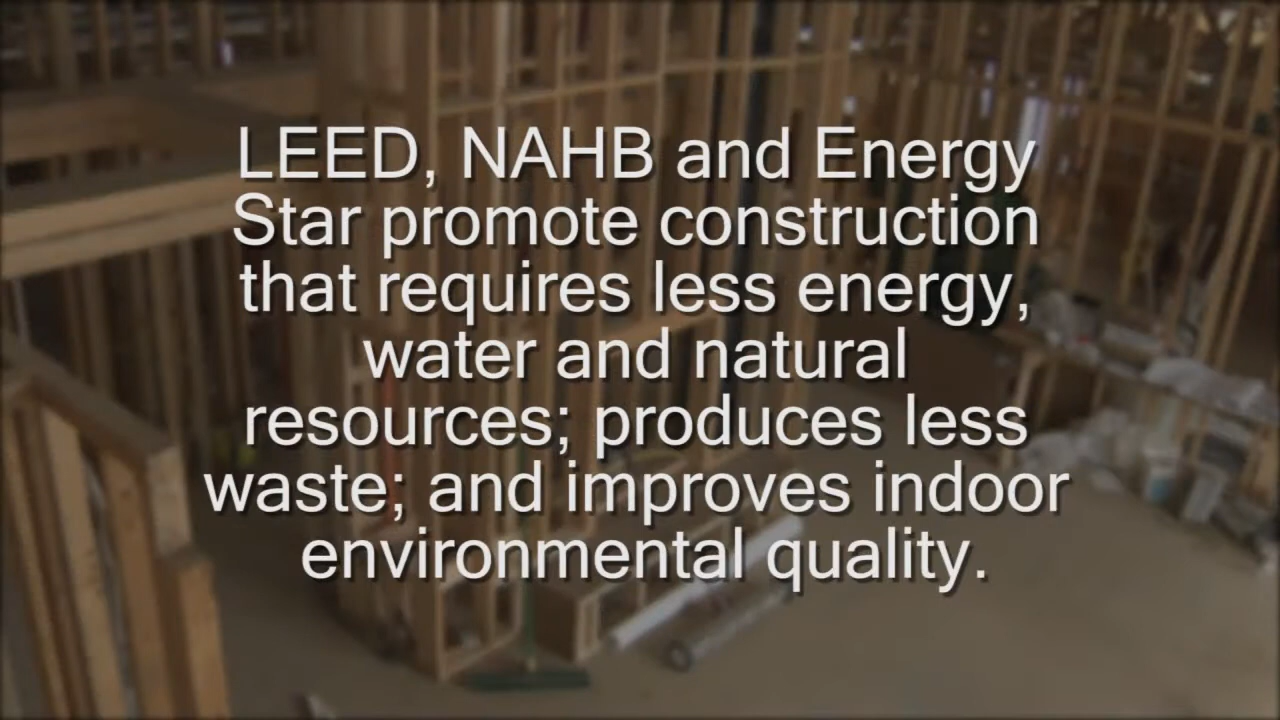 LEED, NAHB and Energy
Star promote construction
that requires less energy,
water and natural
resources; produces less
waste; and improves indoor
environmental quality.